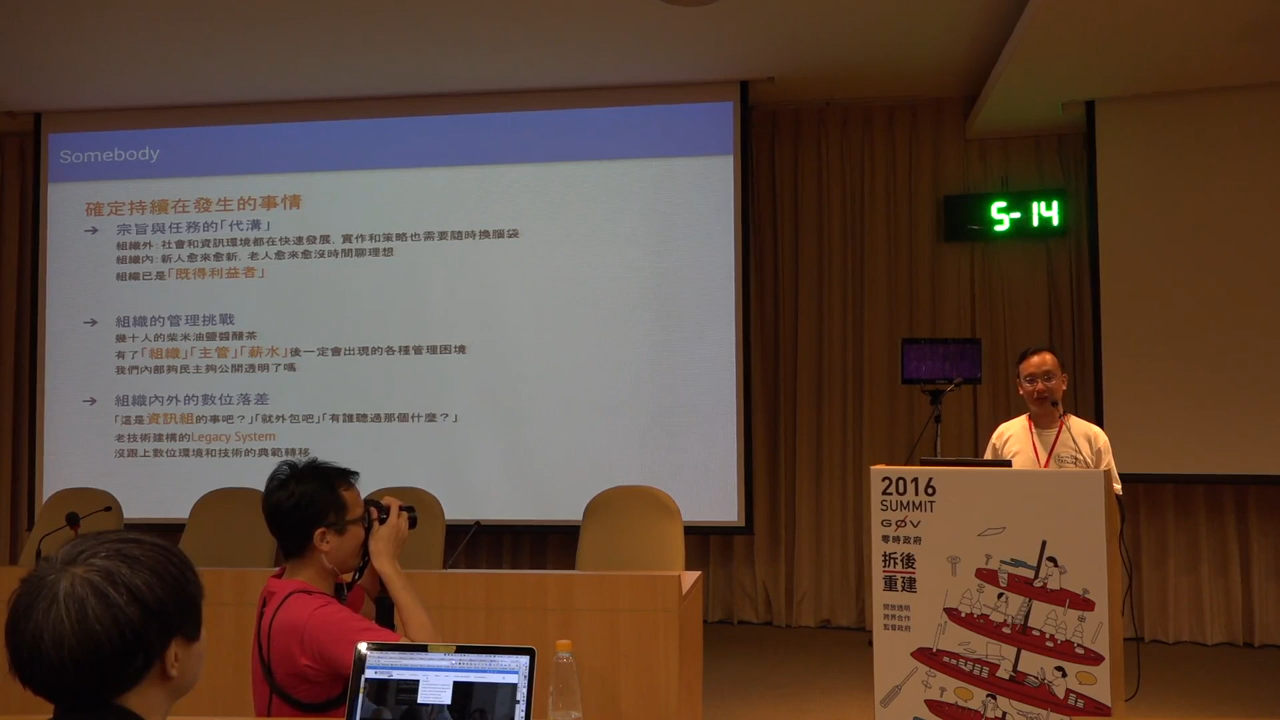 Somebody
確定持續在發生的事情
➔ 宗旨與任務的「代溝」
組織外：社會和資訊環境都在快速發展，實作和策略也需要隨時換腦袋
組織內：新人愈來愈新，老人愈來愈沒時間聊理想
組織已是「既得利益者」
➔ 組織的管理挑戰
幾十人的柴米油鹽醬醋茶
有了「組織」「主管」「薪水」後一定會出現的各種管理困境
我們內部夠民主夠公開透明了嗎
➔ 組織內外的數位落差
「這是資訊組的事吧？」「就外包吧」「有誰聽過那個什麼？」
老技術建構的Legacy System
沒跟上數位環境和技術的典範轉移
5-14
2016
SUMMIT
GØV
零時政府
拆後
重建
開放透明
跨界合作
監督政府